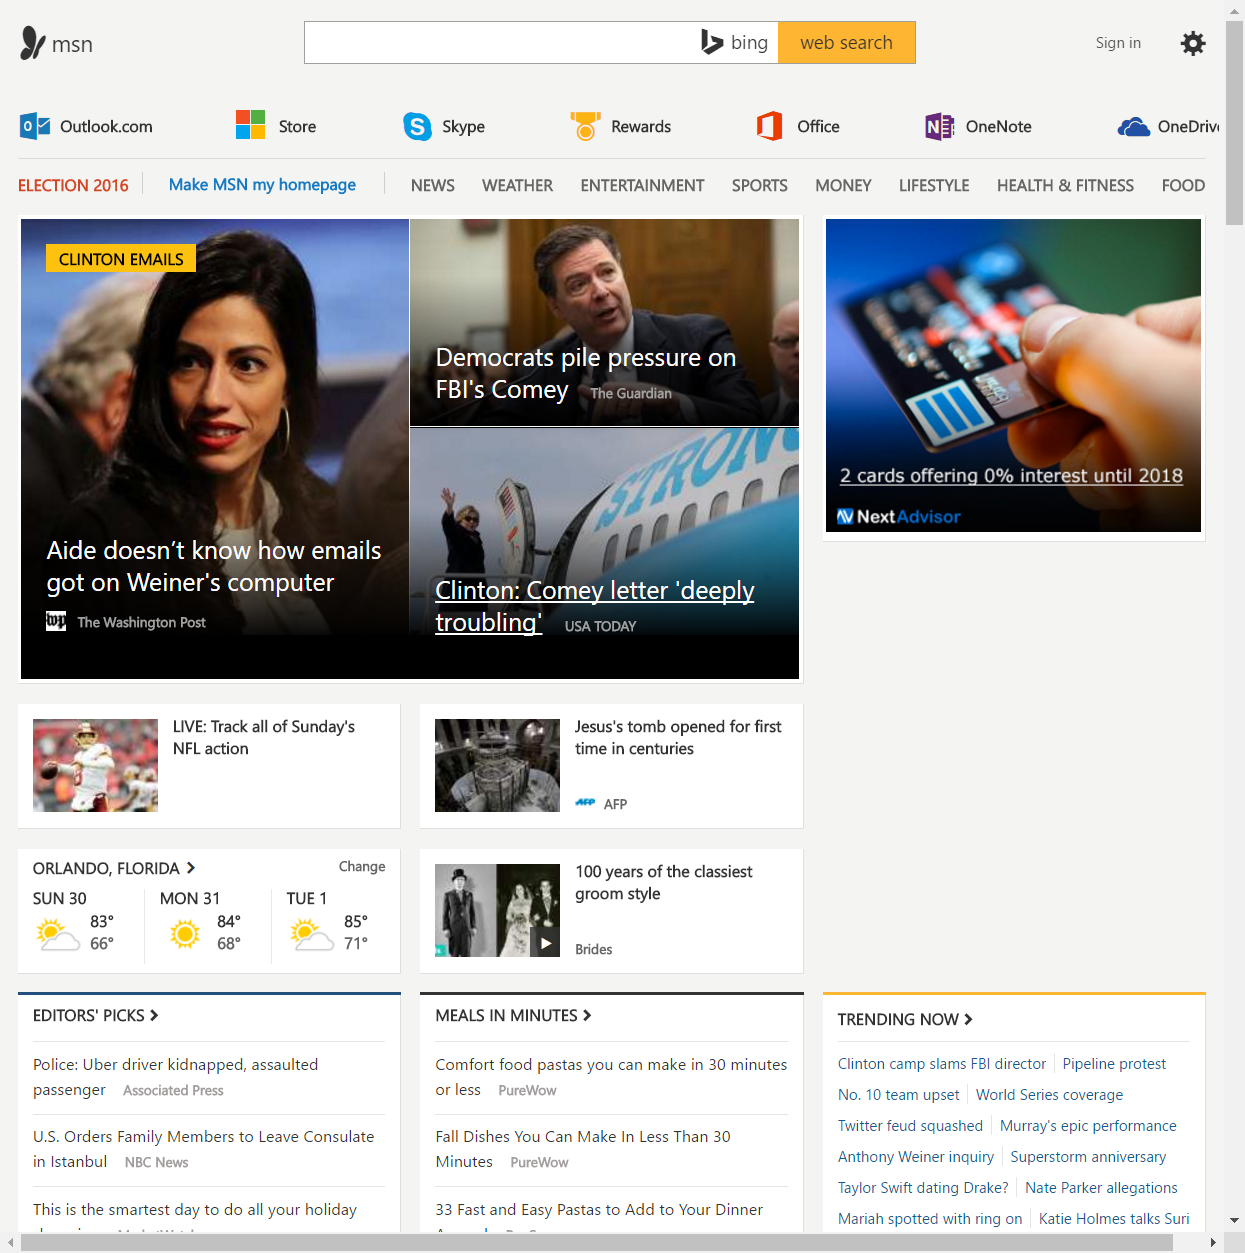 msn
bing
web search
Sign in
Outlook.com
Store
Skype
Rewards
Office
OneNote
OneDriv
ELECTION 2016
Make MSN my homepage
NEWS
WEATHER
ENTERTAINMENT
SPORTS
MONEY
LIFESTYLE
HEALTH & FITNESS
FOOD
CLINTON EMAILS
Aide doesn’t know how emails
got on Weiner's computer
wp The Washington Post
Democrats pile pressure on
FBI's Comey The Guardian
STRONG
Clinton: Comey letter 'deeply
troubling' USA TODAY
2 cards offering 0% interest until 2018
NextAdvisor
LIVE: Track all of Sunday's
NFL action
Jesus's tomb opened for first
time in centuries
AFP AFP
ORLANDO, FLORIDA
Change
SUN 30
83°
66°
MON 31
84°
68°
TUE 1
85°
71°
100 years of the classiest
groom style
Brides
EDITORS' PICKS
Police: Uber driver kidnapped, assaulted
passenger Associated Press
U.S. Orders Family Members to Leave Consulate
in Istanbul NBC News
This is the smartest day to do all your holiday
MEALS IN MINUTES
Comfort food pastas you can make in 30 minutes
or less PureWow
Fall Dishes You Can Make In Less Than 30
Minutes PureWow
33 Fast and Easy Pastas to Add to Your Dinner
TRENDING NOW
Clinton camp slams FBI director Pipeline protest
No. 10 team upset World Series coverage
Twitter feud squashed Murray's epic performance
Anthony Weiner inquiry Superstorm anniversary
Taylor Swift dating Drake? Nate Parker allegations
Mariah spotted with ring on Katie Holmes talks Suri